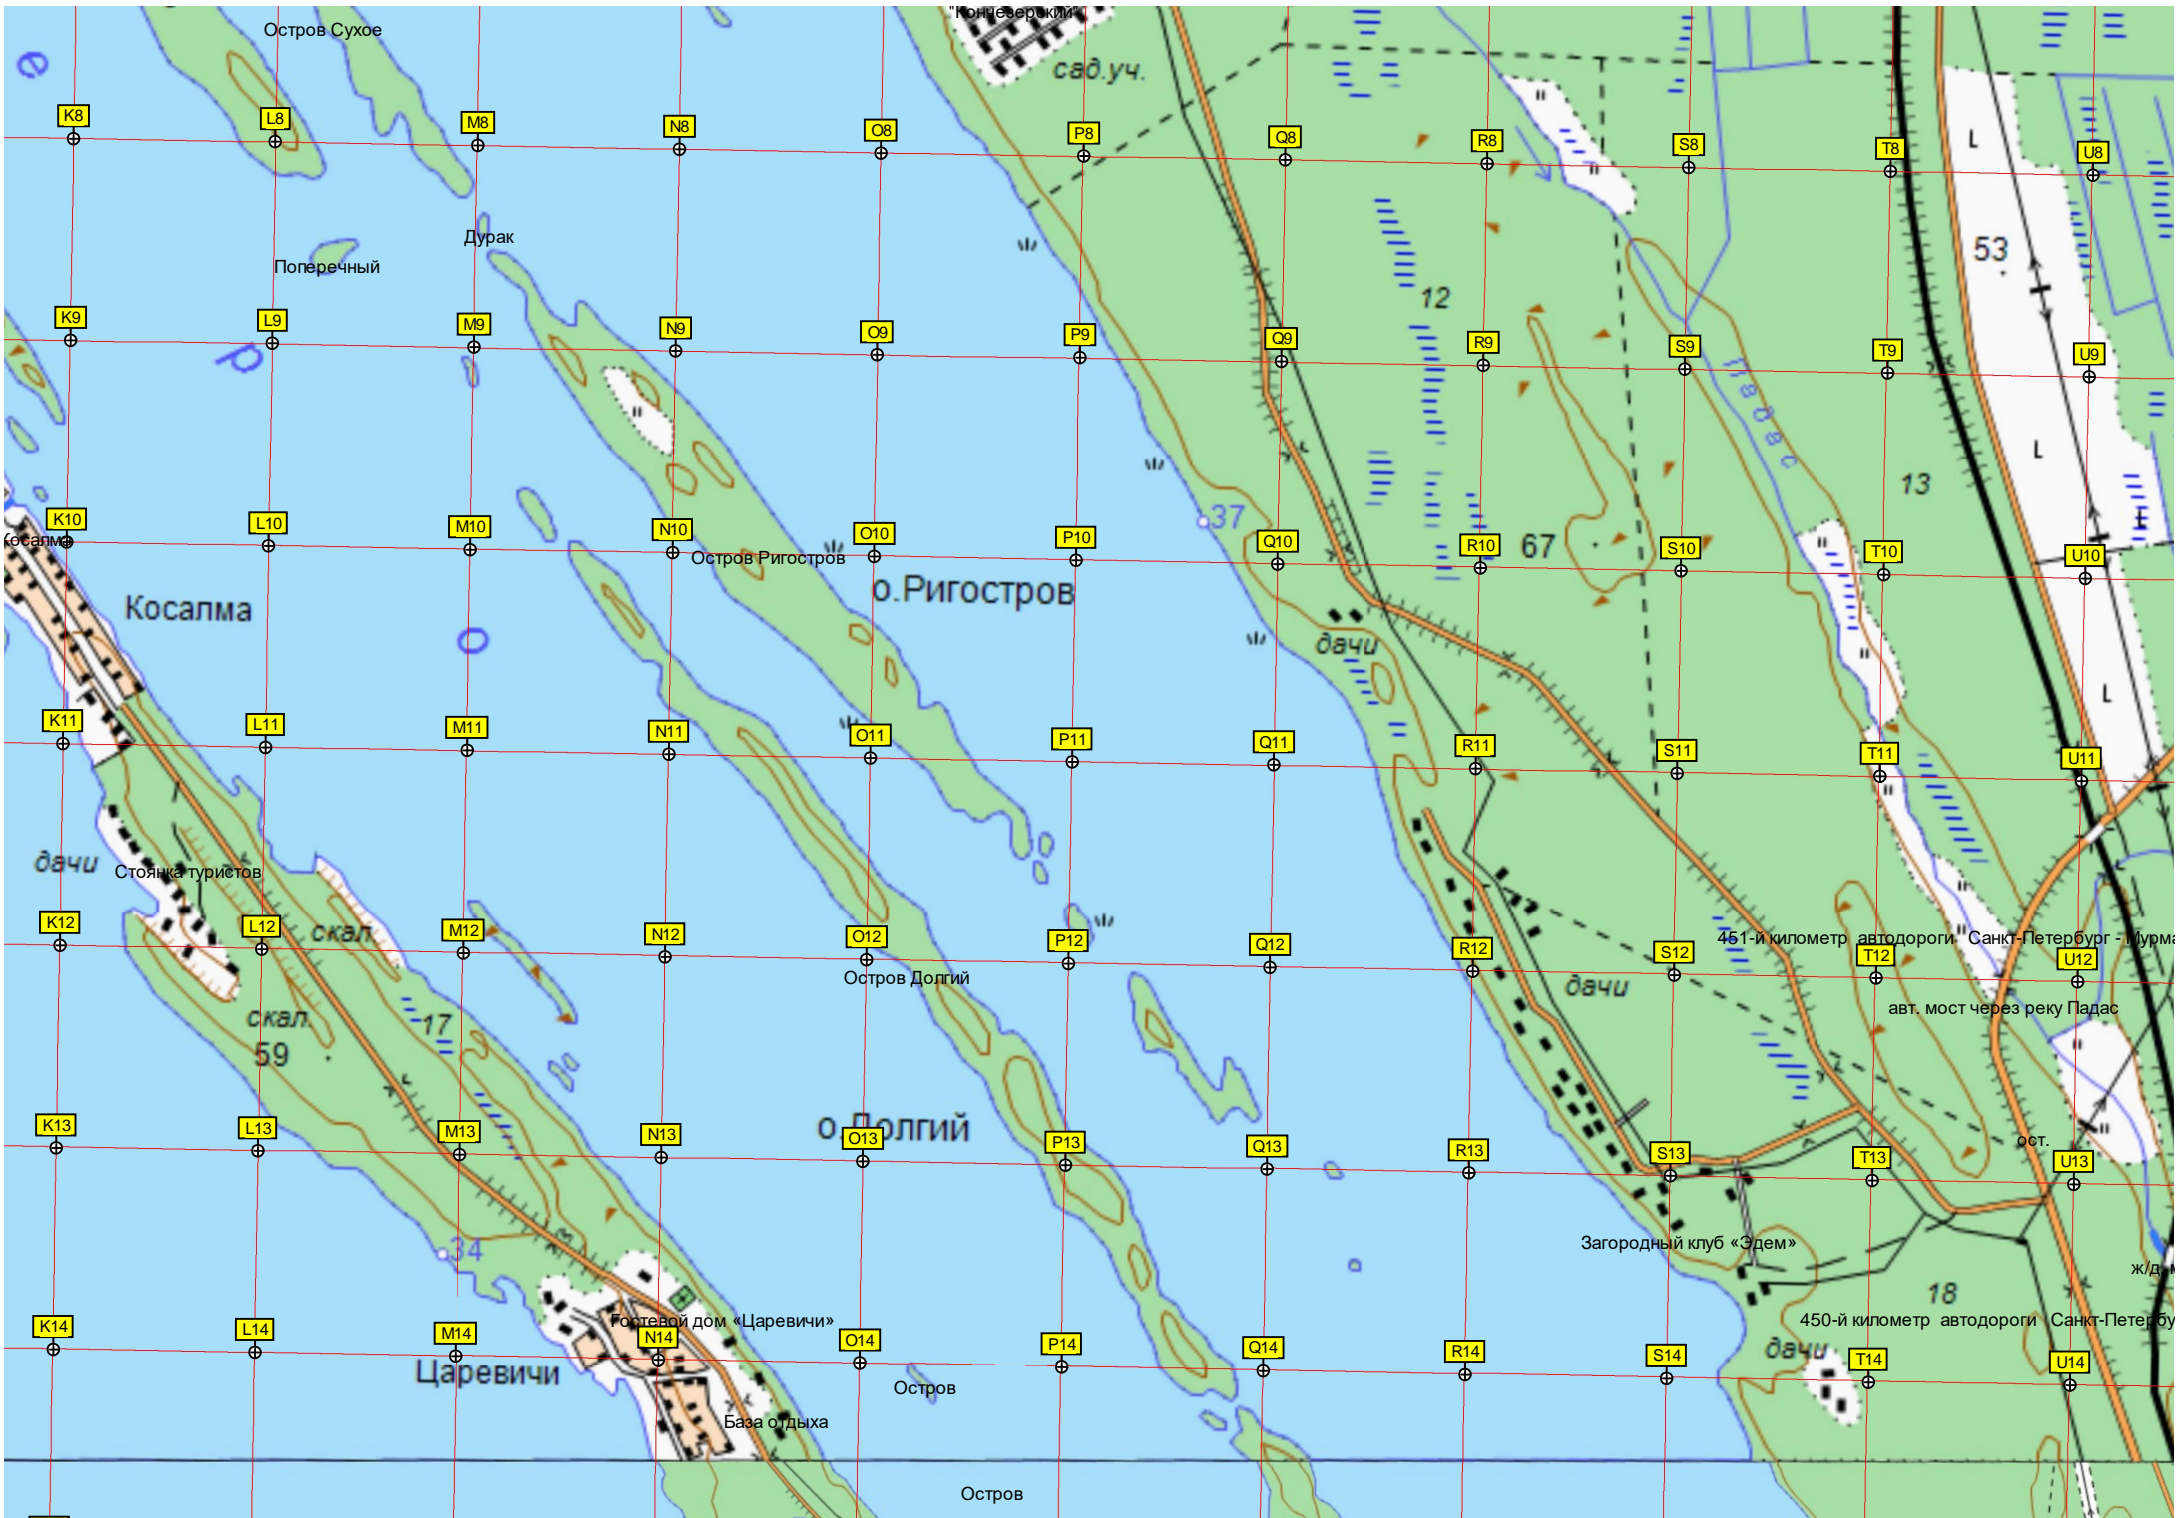 "Кончезерский"
Остров Сухое
е
сад.уч.
K8
L8
M8
N8
O8
P8
Q8
R8
S8
T8
U8
Дурак
Поперечный
53
12
K9
L9
M9
N9
O9
P9
Q9
R9
S9
T9
U9
р
Падас
13
37
K10
L10
M10
N10
O10
P10
Q10
R10
67
S10
T10
U10
Косалма
Остров Ригостров
о.Ригостров
Косалма
о
дачи
K11
L11
M11
N11
O11
P11
Q11
R11
S11
T11
U11
дачи
Стоянка туристов
K12
L12
скал.
M12
N12
O12
P12
Q12
R12
S12
T12
U12
451-й километр автодороги Санкт-Петербург - Мурма
Остров Долгий
дачи
авт. мост через реку Падас
скал.
17
59
K13
L13
M13
N13
о.Долгий
O13
P13
Q13
R13
S13
T13
U13
ост.
34
Загородный клуб «Эдем»
ж/д. м
18
Гостевой дом «Царевичи»
450-й километр автодороги Санкт-Петербу
K14
L14
M14
N14
O14
P14
Q14
R14
S14
T14
U14
дачи
Царевичи
Остров
База отдыха
Остров